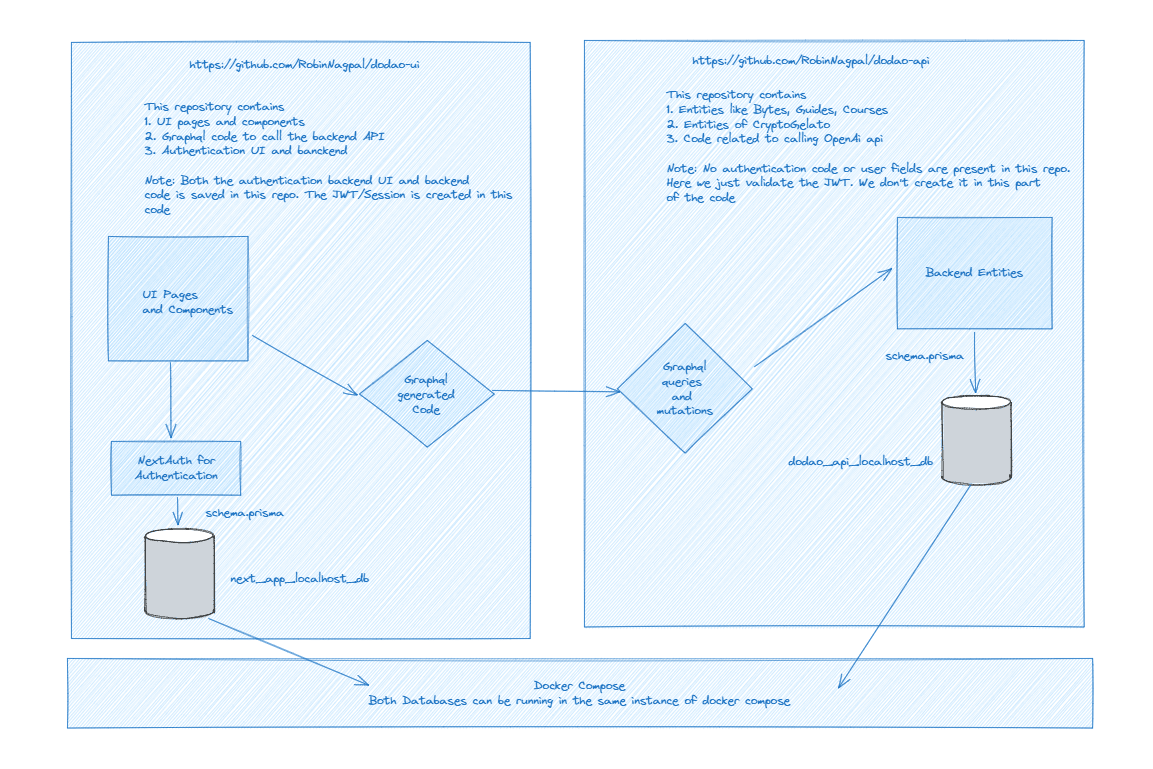 https://github.com/RobinNagpal/dodao-ui
This repository contains
1. UI pages and components
2. Graphql code to call the backend API
3. Authentication UI and banckend
Note: Both the authentication backend UI and backend
code is saved in this repo. The JWT/Session is created in this
code
UI Pages
and Components
Graphql
generated
Code
NextAuth for
Authentication
schema.prisma
next_app_localhost_db
https://github.com/RobinNagpal/dodao-api
This repository contains
1. Entities like Bytes, Guides, Courses
2. Entities of CryptoGelato
3. Code related to calling OpenAi api
Note: No authentication code or user fields are present in this repo.
Here we just validate the JWT. We don't create it in this part
of the code
Backend Entities
Graphql
queries
and
mutations
schema.prisma
dodao_api_localhost_db
Docker Compose
Both Databases can be running in the same instance of docker compose